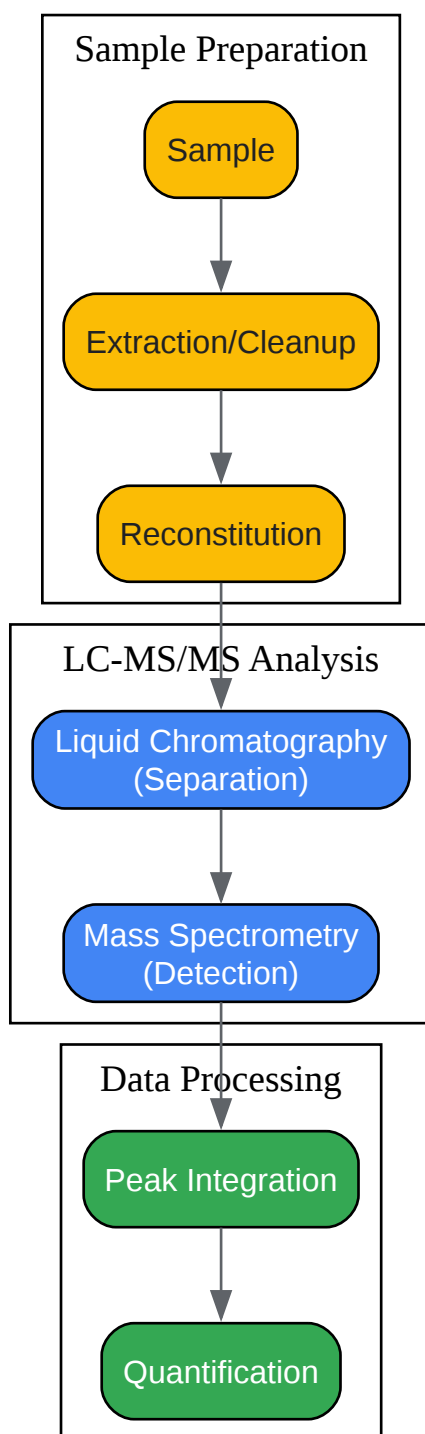 Sample Preparation
Sample
Extraction/Cleanup
Reconstitution
LC-MS/MS Analysis
Liquid Chromatography
(Separation)
Mass Spectrometry
(Detection)
Data Processing
Peak Integration
Quantification